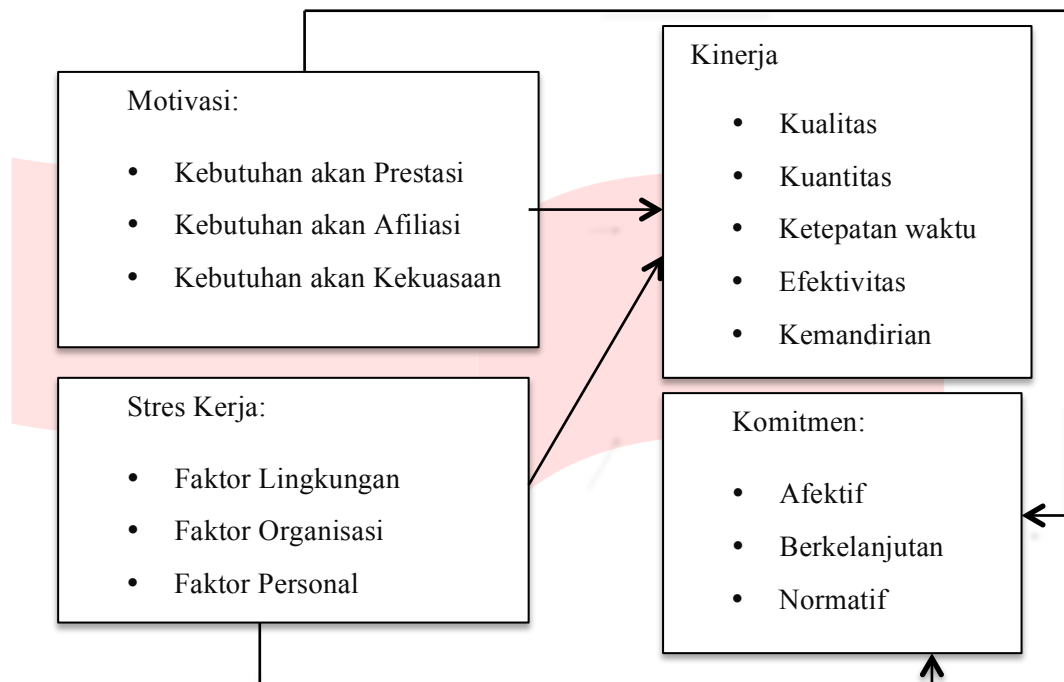 Motivasi:
• Kebutuhan akan Prestasi
• Kebutuhan akan Afiliasi
• Kebutuhan akan Kekuasaan
Kinerja
• Kualitas
• Kuantitas
• Ketepatan waktu
• Efektivitas
• Kemandirian
Stres Kerja:
• Faktor Lingkungan
• Faktor Organisasi
• Faktor Personal
Komitmen:
• Afektif
• Berkelanjutan
• Normatif